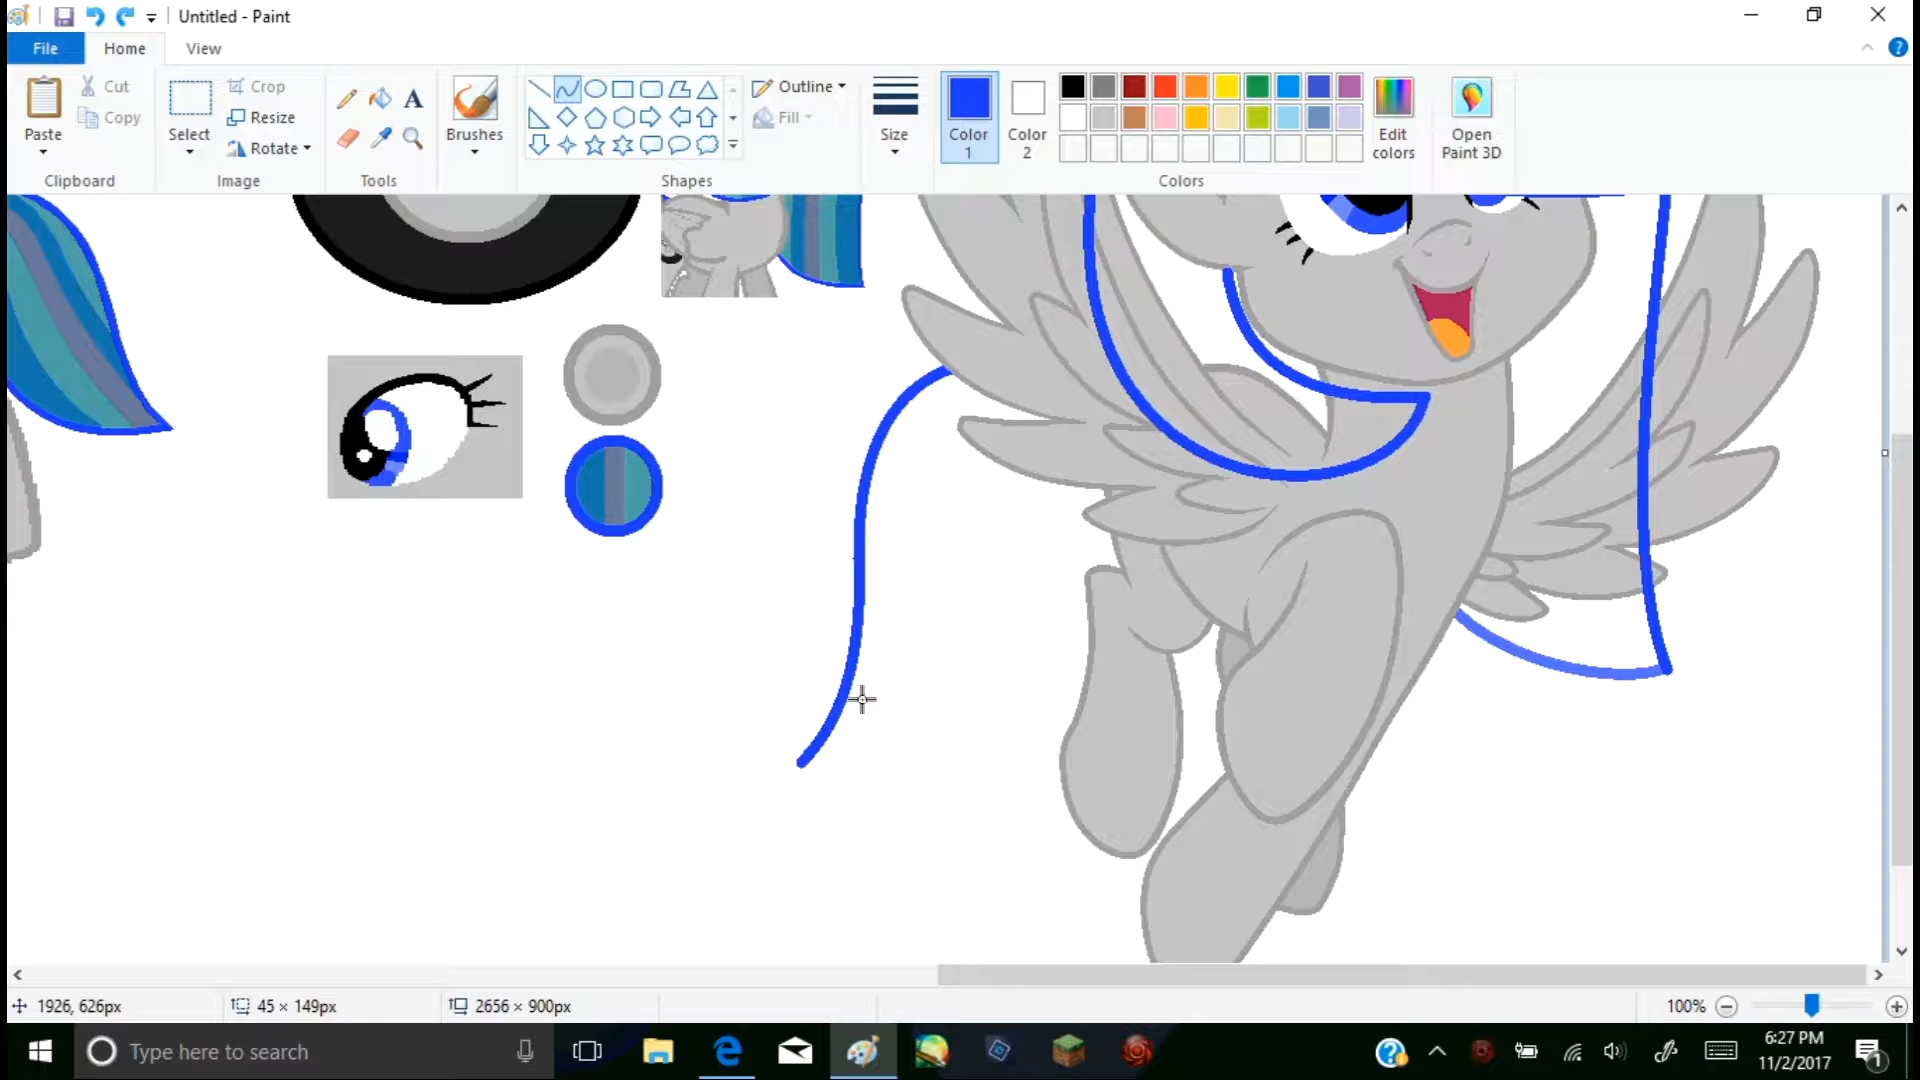 Untitled - Paint
File Home View
Paste
Cut
Copy
Clipboard
Select
Crop
Resize
Rotate
Image
Tools
Brushes
Shapes
Outline
Fill
Size
Color 1
Color 2
Colors
Edit colors
Open Paint 3D
1926, 626px
45 × 149px
2656 × 900px
100%
Type here to search
6:27 PM
11/2/2017